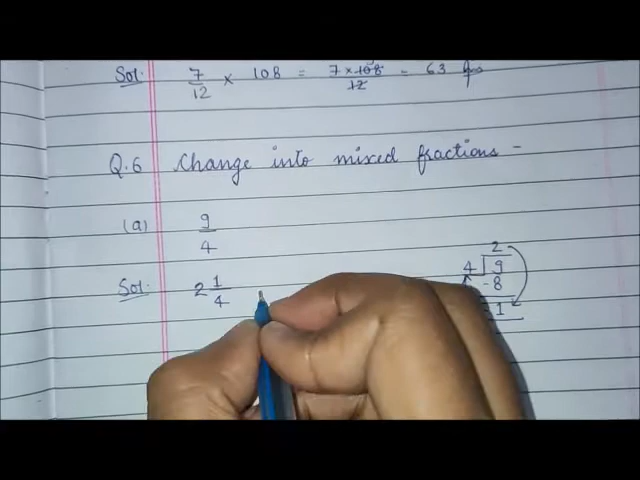 Sol. 7/12 × 108 = 7 × 108/12 = 63
Q.6 Change into mixed fractions -
(a) 9/4
Sol. 2 1/4
2
4 9
-8
1